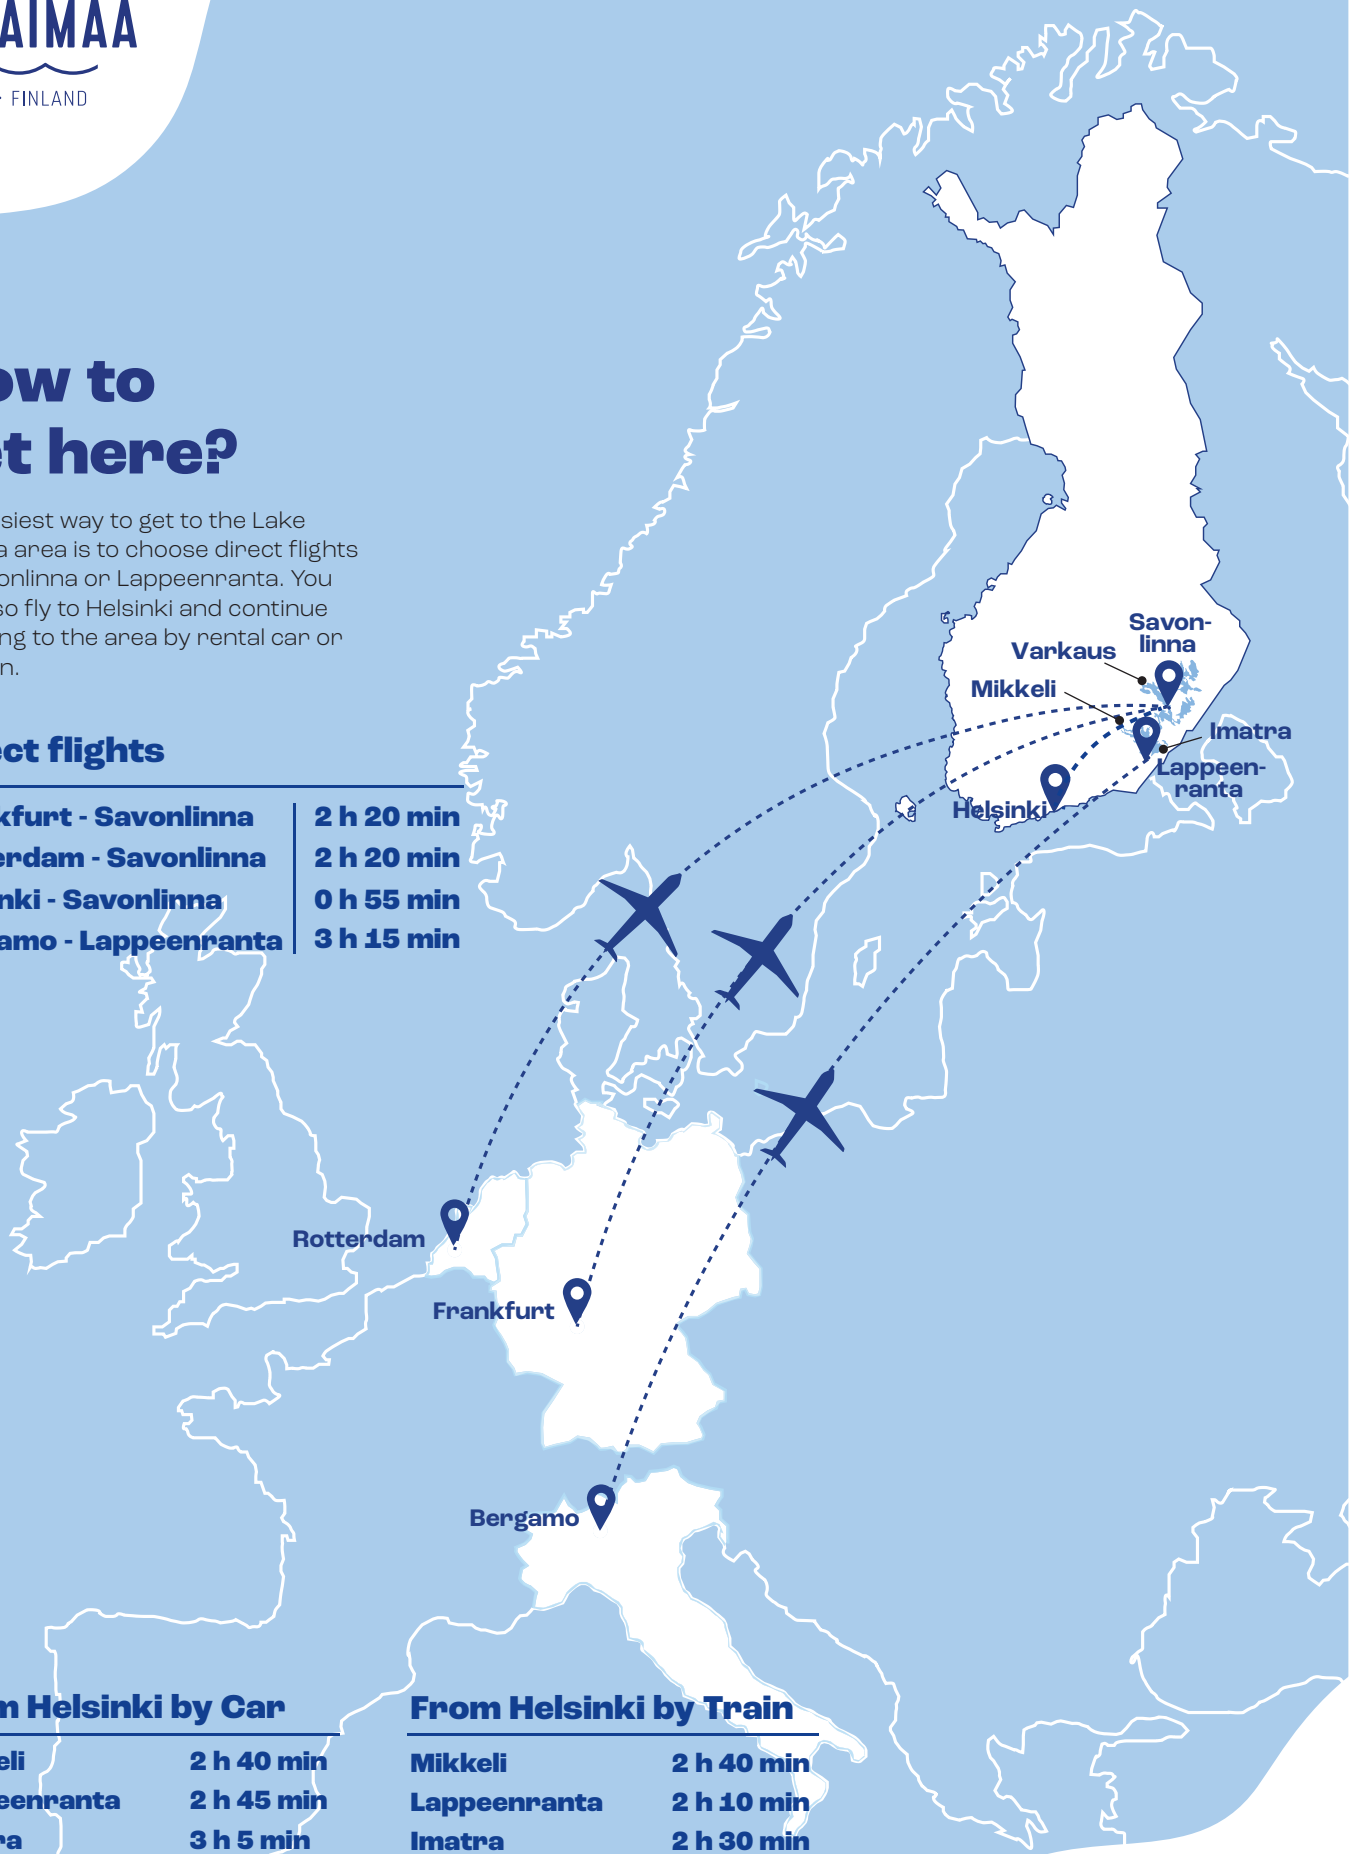 AIMAA
FINLAND
ow to
et here?
siest way to get to the Lake
a area is to choose direct flights
onlinna or Lappeenranta. You
so fly to Helsinki and continue
ng to the area by rental car or
n.
ect flights
kfurt - Savonlinna 2 h 20 min
erdam - Savonlinna 2 h 20 min
nki - Savonlinna 0 h 55 min
amo - Lappeenranta 3 h 15 min
Savon-
linna
Varkaus
Mikkeli
Imatra
Lappeen-
ranta
Helsinki
Rotterdam
Frankfurt
Bergamo
m Helsinki by Car
eli 2 h 40 min
eenranta 2 h 45 min
ra 3 h 5 min
From Helsinki by Train
Mikkeli 2 h 40 min
Lappeenranta 2 h 10 min
Imatra 2 h 30 min